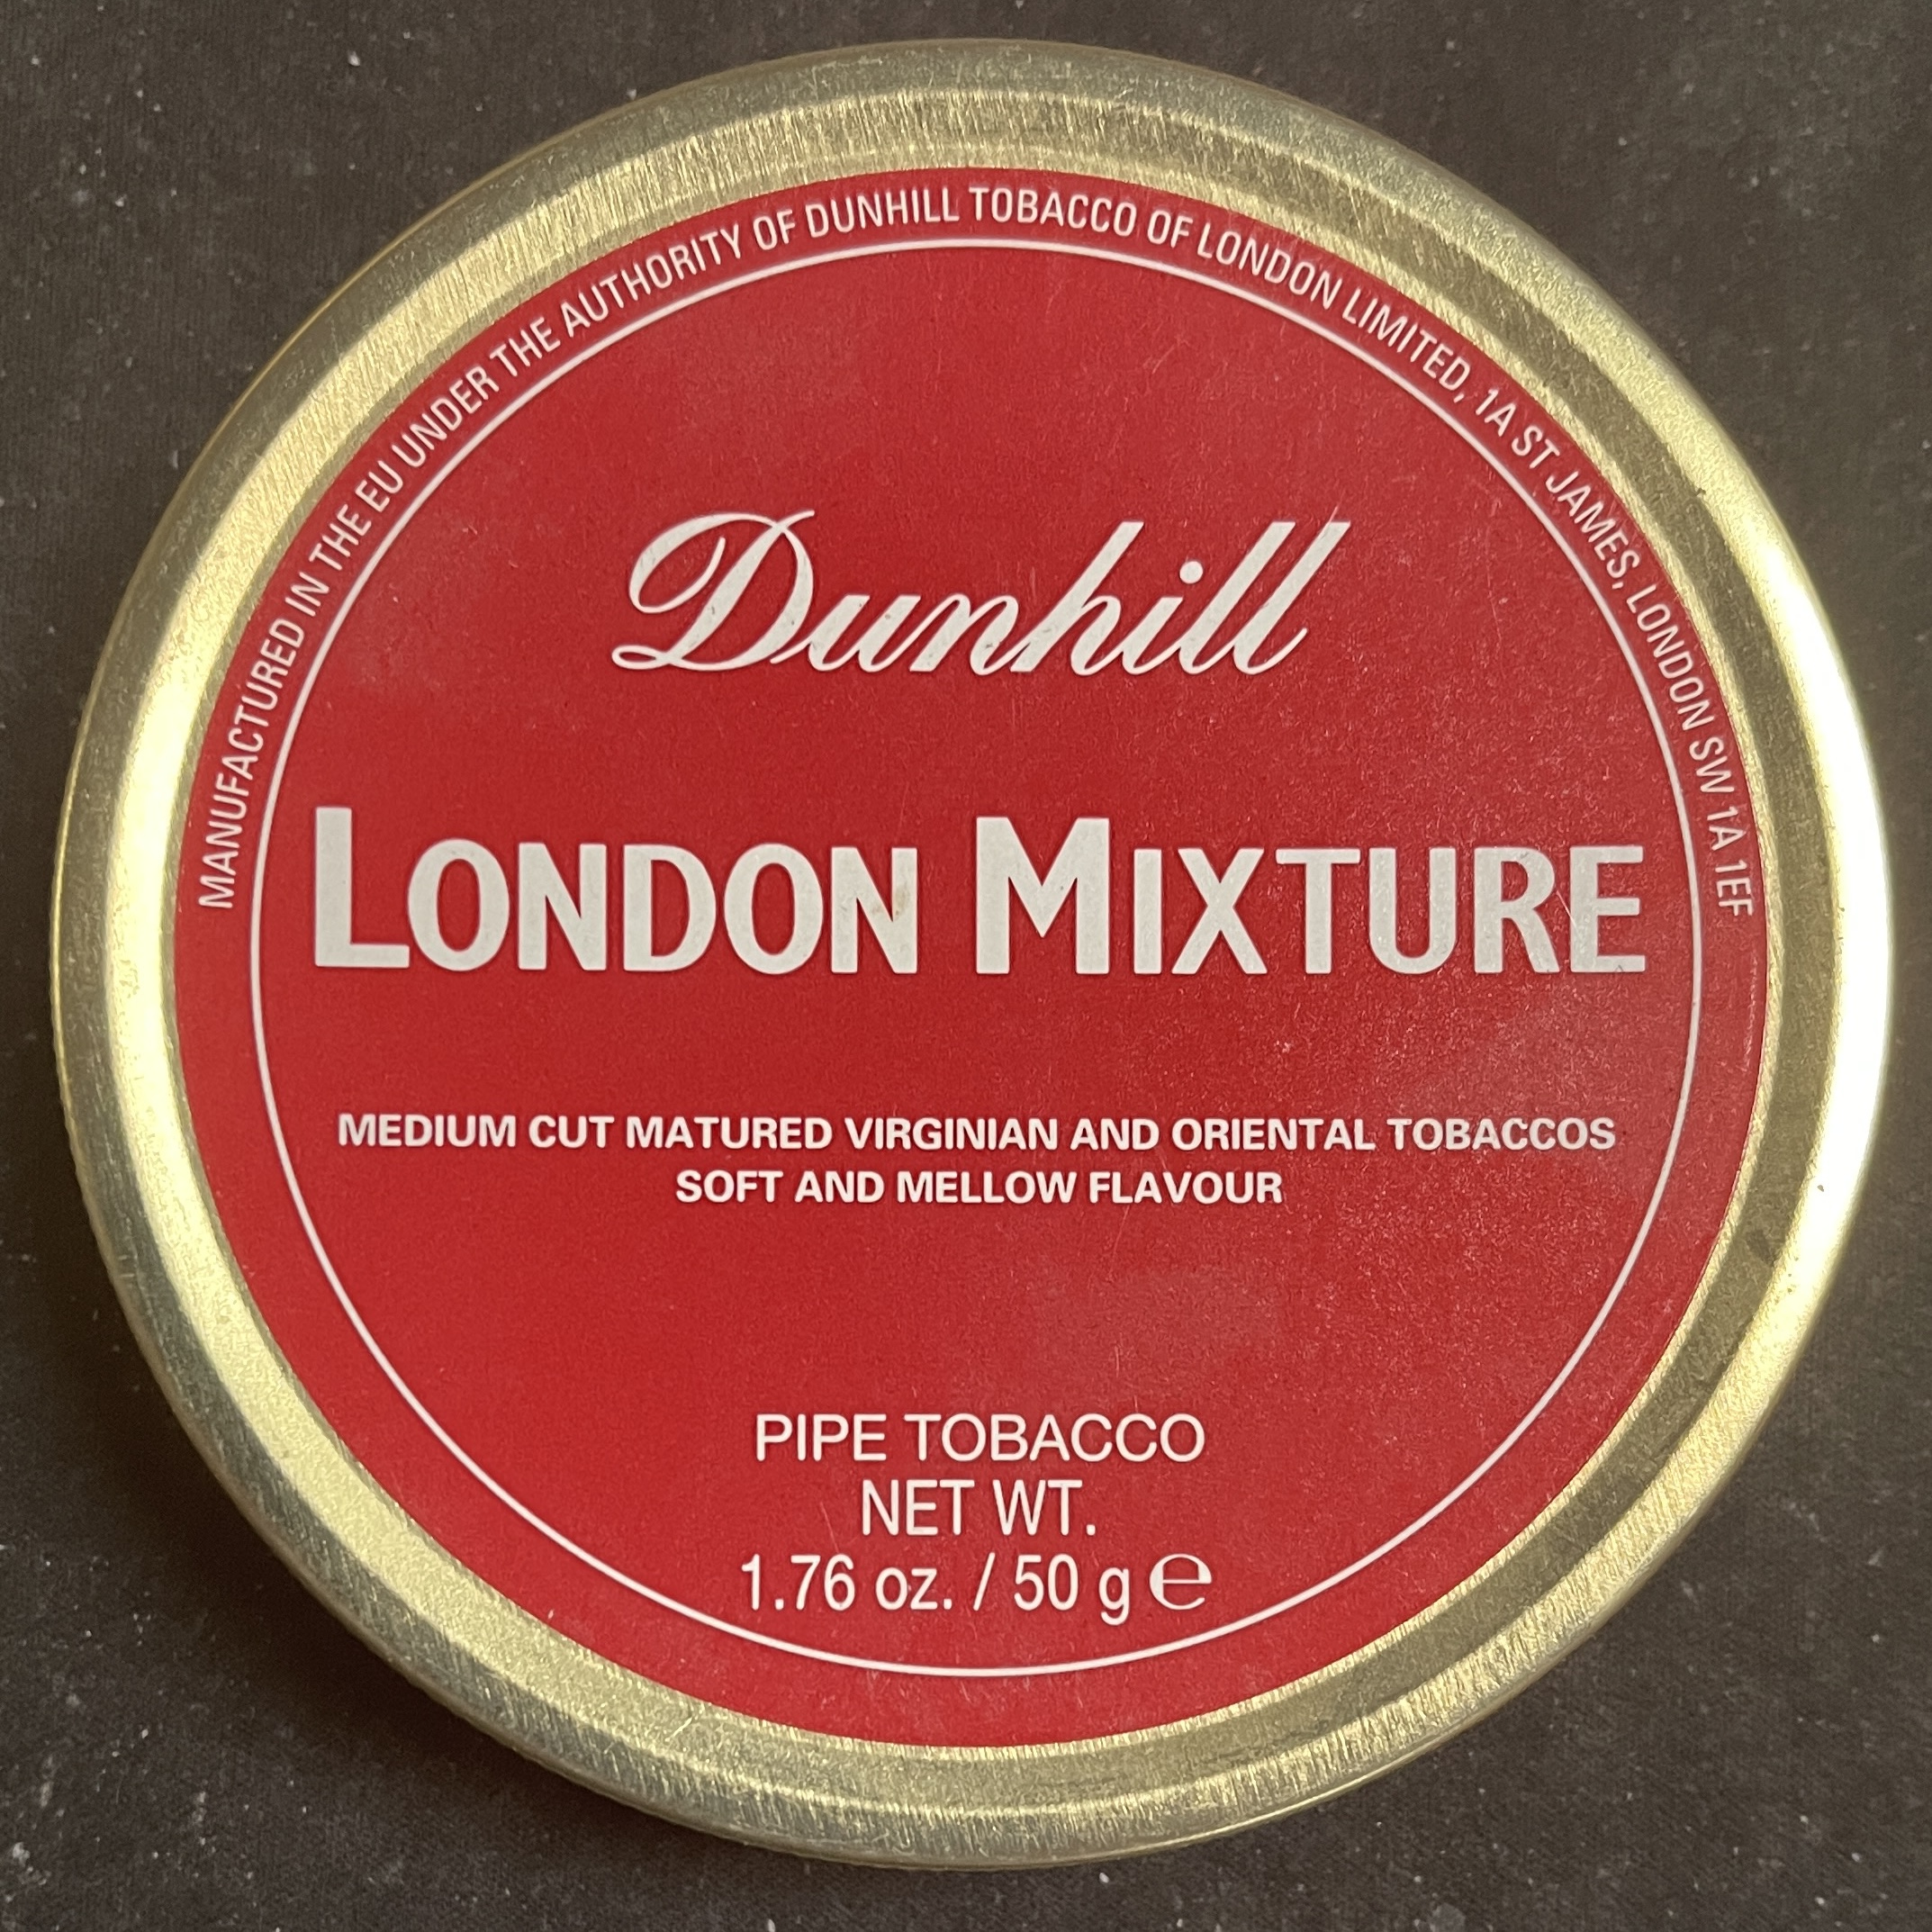 MANUFACTURED IN THE EU UNDER THE AUTHORITY OF DUNHILL TOBACCO OF LONDON LIMITED, 1A ST JAMES, LONDON SW1A 1EF
Dunhill
LONDON MIXTURE
MEDIUM CUT MATURED VIRGINIAN AND ORIENTAL TOBACCOS
SOFT AND MELLOW FLAVOUR
PIPE TOBACCO
NET WT.
1.76 oz. / 50 g ℮